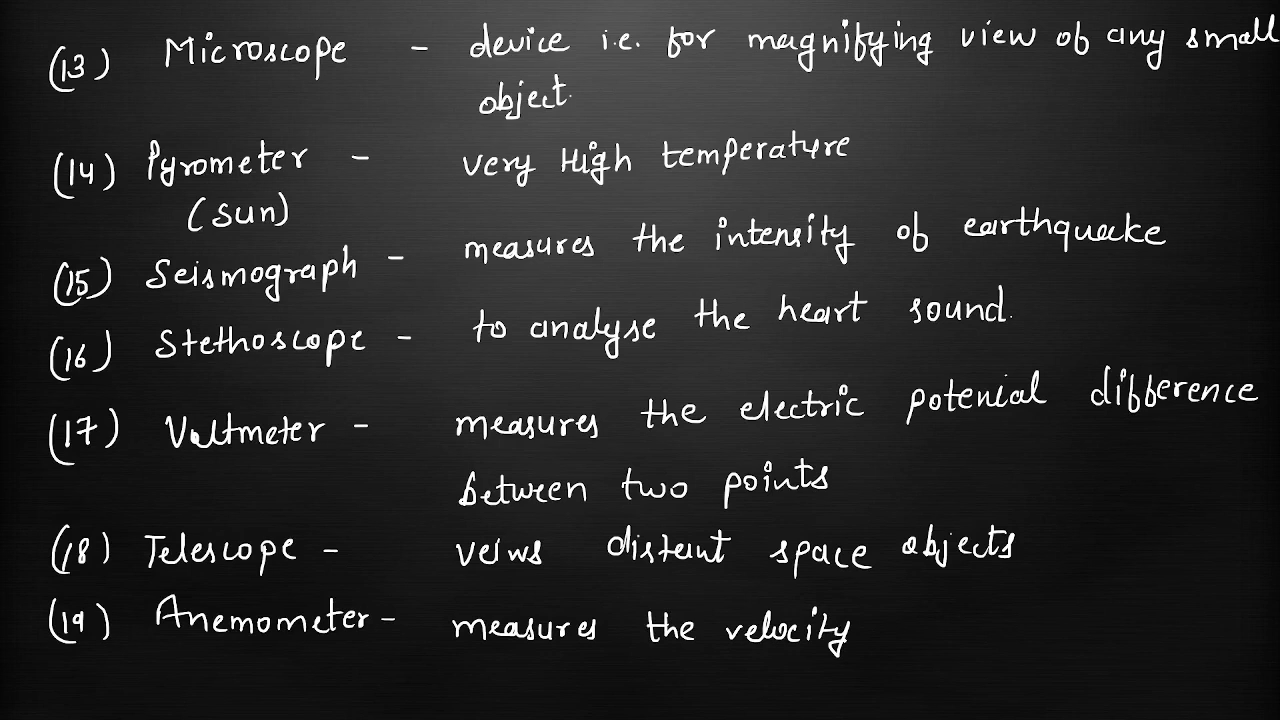 (13) Microscope - device i.e. for magnifying view of any small
object.
(14) Pyrometer - very High temperature
(sun)
(15) Seismograph - measures the intensity of earthquake
(16) Stethoscope - to analyse the heart sound.
(17) Voltmeter - measures the electric potenial difference
between two points
(18) Telescope - veiws distant space objects
(19) Anemometer - measures the velocity